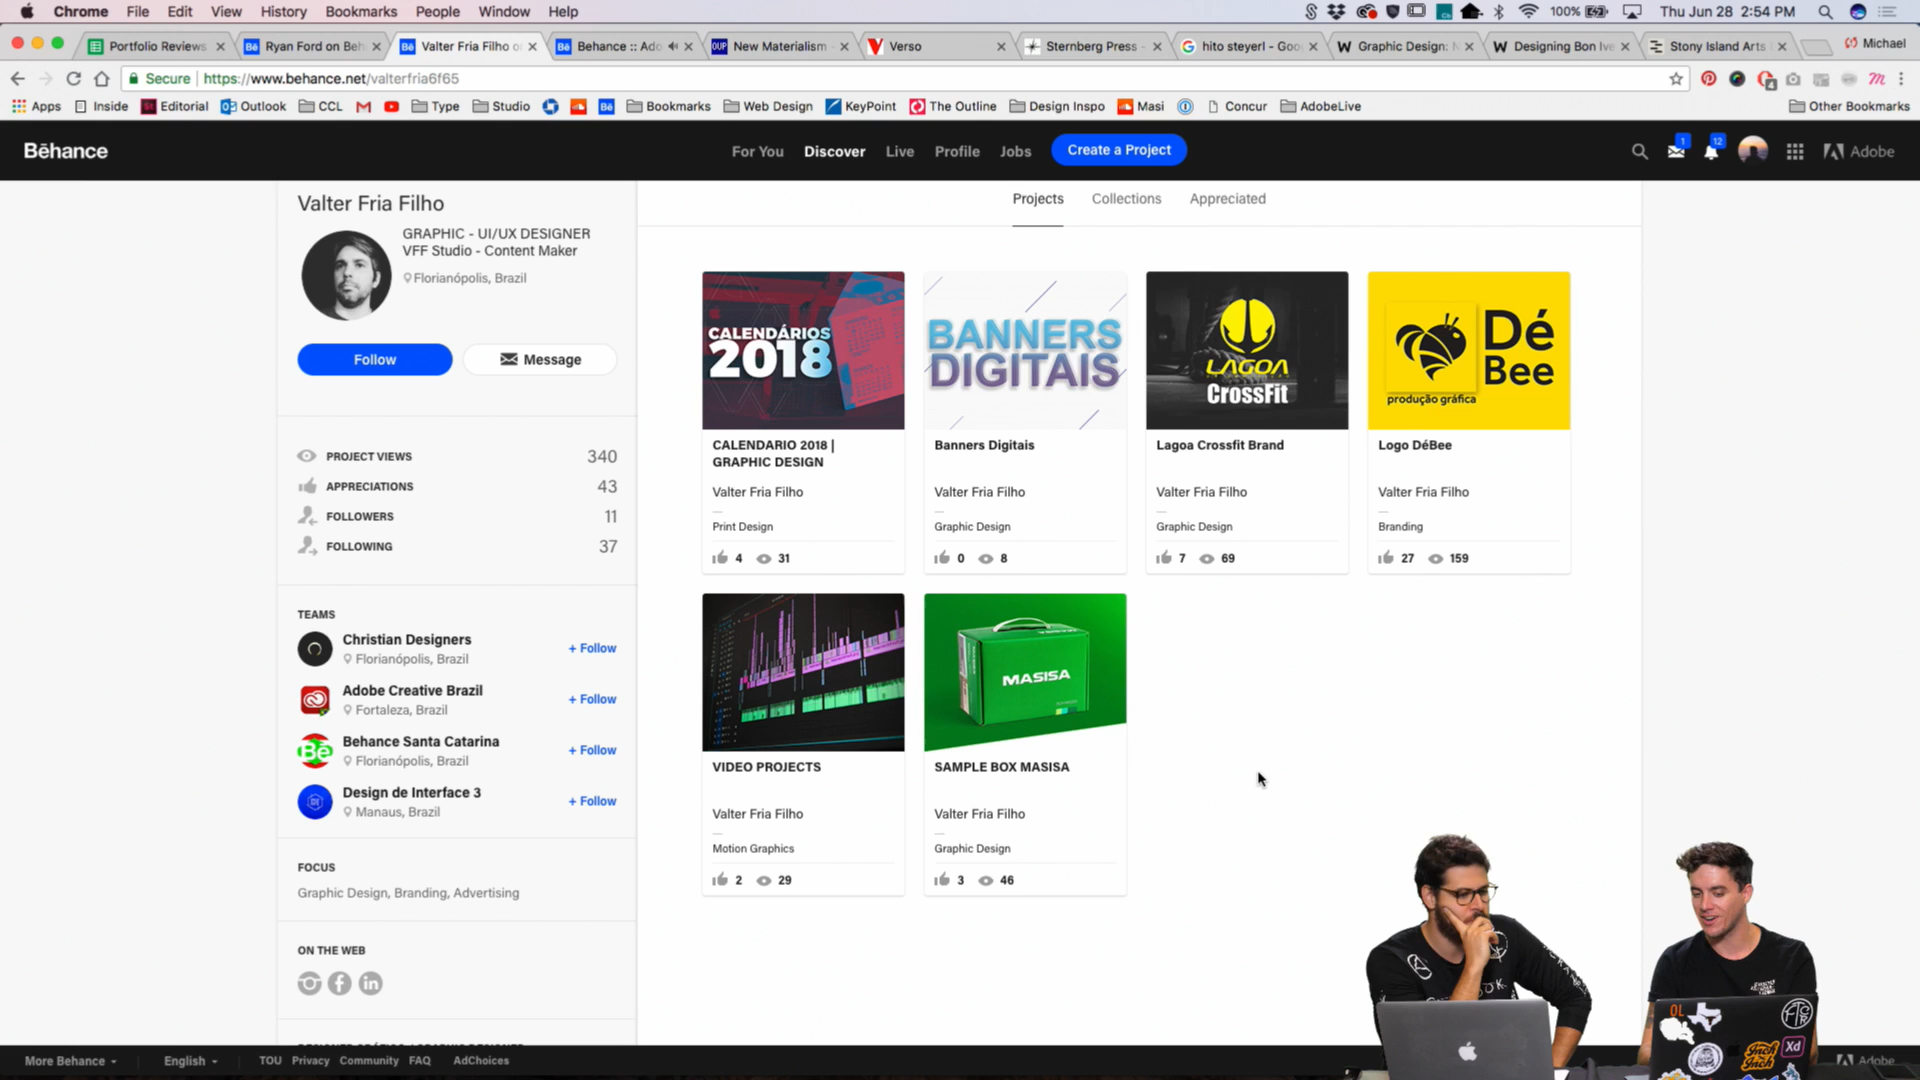 Chrome File Edit View History Bookmarks People Window Help
100% Thu Jun 28 2:54 PM
Portfolio Reviews
Ryan Ford on Beh
Valter Fria Filho o
Behance :: Ado
New Materialism
Verso
Sternberg Press -
hito steyerl - Goo
Graphic Design:
Designing Bon Ive
Stony Island Arts
Michael
Secure https://www.behance.net/valterfria6f65
Apps Inside Editorial Outlook CCL Type Studio Bookmarks Web Design KeyPoint The Outline Design Inspo Masi Concur AdobeLive Other Bookmarks
Bēhance For You Discover Live Profile Jobs Create a Project 1 12 Adobe
Valter Fria Filho
GRAPHIC - UI/UX DESIGNER
VFF Studio - Content Maker
Florianópolis, Brazil
Follow Message
PROJECT VIEWS 340
APPRECIATIONS 43
FOLLOWERS 11
FOLLOWING 37
TEAMS
Christian Designers
Florianópolis, Brazil
+ Follow
Adobe Creative Brazil
Fortaleza, Brazil
+ Follow
Behance Santa Catarina
Florianópolis, Brazil
+ Follow
Design de Interface 3
Manaus, Brazil
+ Follow
FOCUS
Graphic Design, Branding, Advertising
ON THE WEB
Projects Collections Appreciated
CALENDÁRIOS
2018
CALENDARIO 2018 |
GRAPHIC DESIGN
Valter Fria Filho
Print Design
4 31
BANNERS
DIGITAIS
Banners Digitais
Valter Fria Filho
Graphic Design
0 8
LAGOA
CrossFit
Lagoa Crossfit Brand
Valter Fria Filho
Graphic Design
7 69
Dé
Bee
produção gráfica
Logo DéBee
Valter Fria Filho
Branding
27 159
VIDEO PROJECTS
Valter Fria Filho
Motion Graphics
2 29
MASISA
SAMPLE BOX MASISA
Valter Fria Filho
Graphic Design
3 46
OL
Xd
More Behance English TOU Privacy Community FAQ AdChoices Adobe